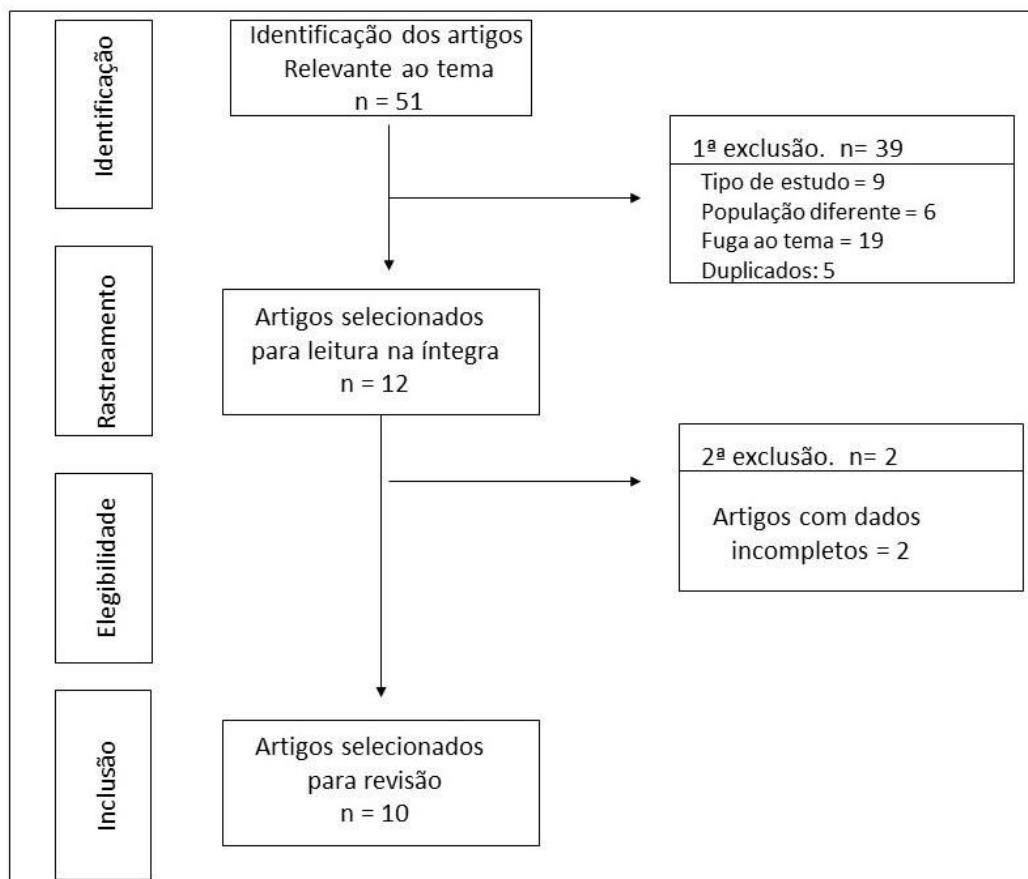 Identificação
Identificação dos artigos
Relevante ao tema
n = 51
1ª exclusão. n= 39
Tipo de estudo = 9
População diferente = 6
Fuga ao tema = 19
Duplicados: 5
Rastreamento
Artigos selecionados
para leitura na íntegra
n = 12
Elegibilidade
2ª exclusão. n= 2
Artigos com dados
incompletos = 2
Inclusão
Artigos selecionados
para revisão
n = 10